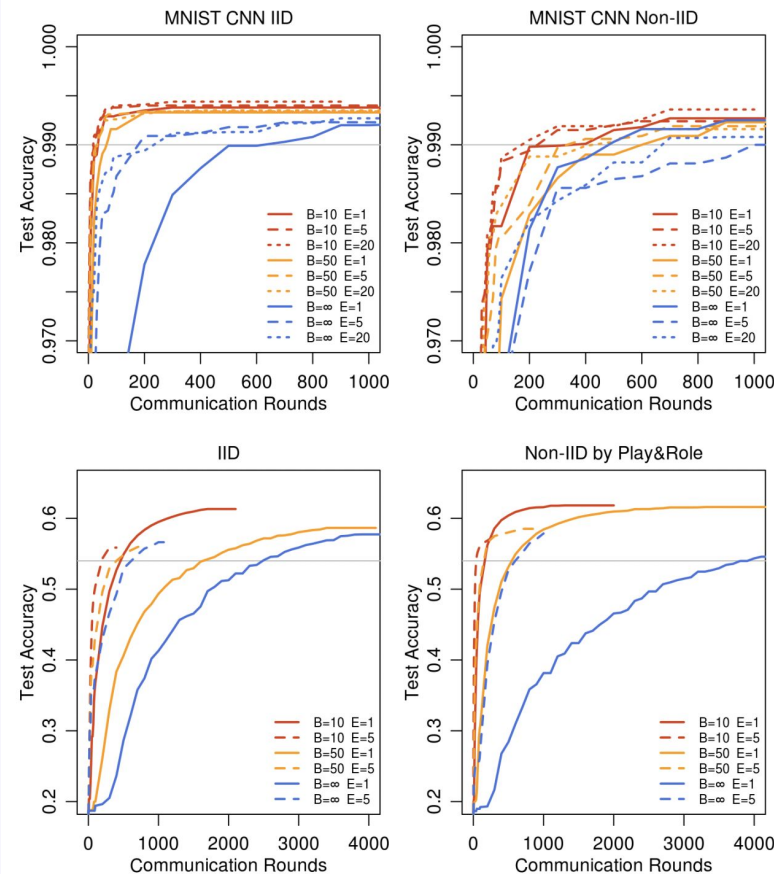 MNIST CNN IID
1.000
0.990
0.980
0.970
Test Accuracy
B=10 E=1
B=10 E=5
B=10 E=20
B=50 E=1
B=50 E=5
B=50 E=20
B=∞ E=1
B=∞ E=5
B=∞ E=20
0 200 400 600 800 1000
Communication Rounds
MNIST CNN Non-IID
1.000
0.990
0.980
0.970
Test Accuracy
B=10 E=1
B=10 E=5
B=10 E=20
B=50 E=1
B=50 E=5
B=50 E=20
B=∞ E=1
B=∞ E=5
B=∞ E=20
0 200 400 600 800 1000
Communication Rounds
IID
0.6
0.5
0.4
0.3
0.2
Test Accuracy
B=10 E=1
B=10 E=5
B=50 E=1
B=50 E=5
B=∞ E=1
B=∞ E=5
0 1000 2000 3000 4000
Communication Rounds
Non-IID by Play&Role
0.6
0.5
0.4
0.3
0.2
Test Accuracy
B=10 E=1
B=10 E=5
B=50 E=1
B=50 E=5
B=∞ E=1
B=∞ E=5
0 1000 2000 3000 4000
Communication Rounds